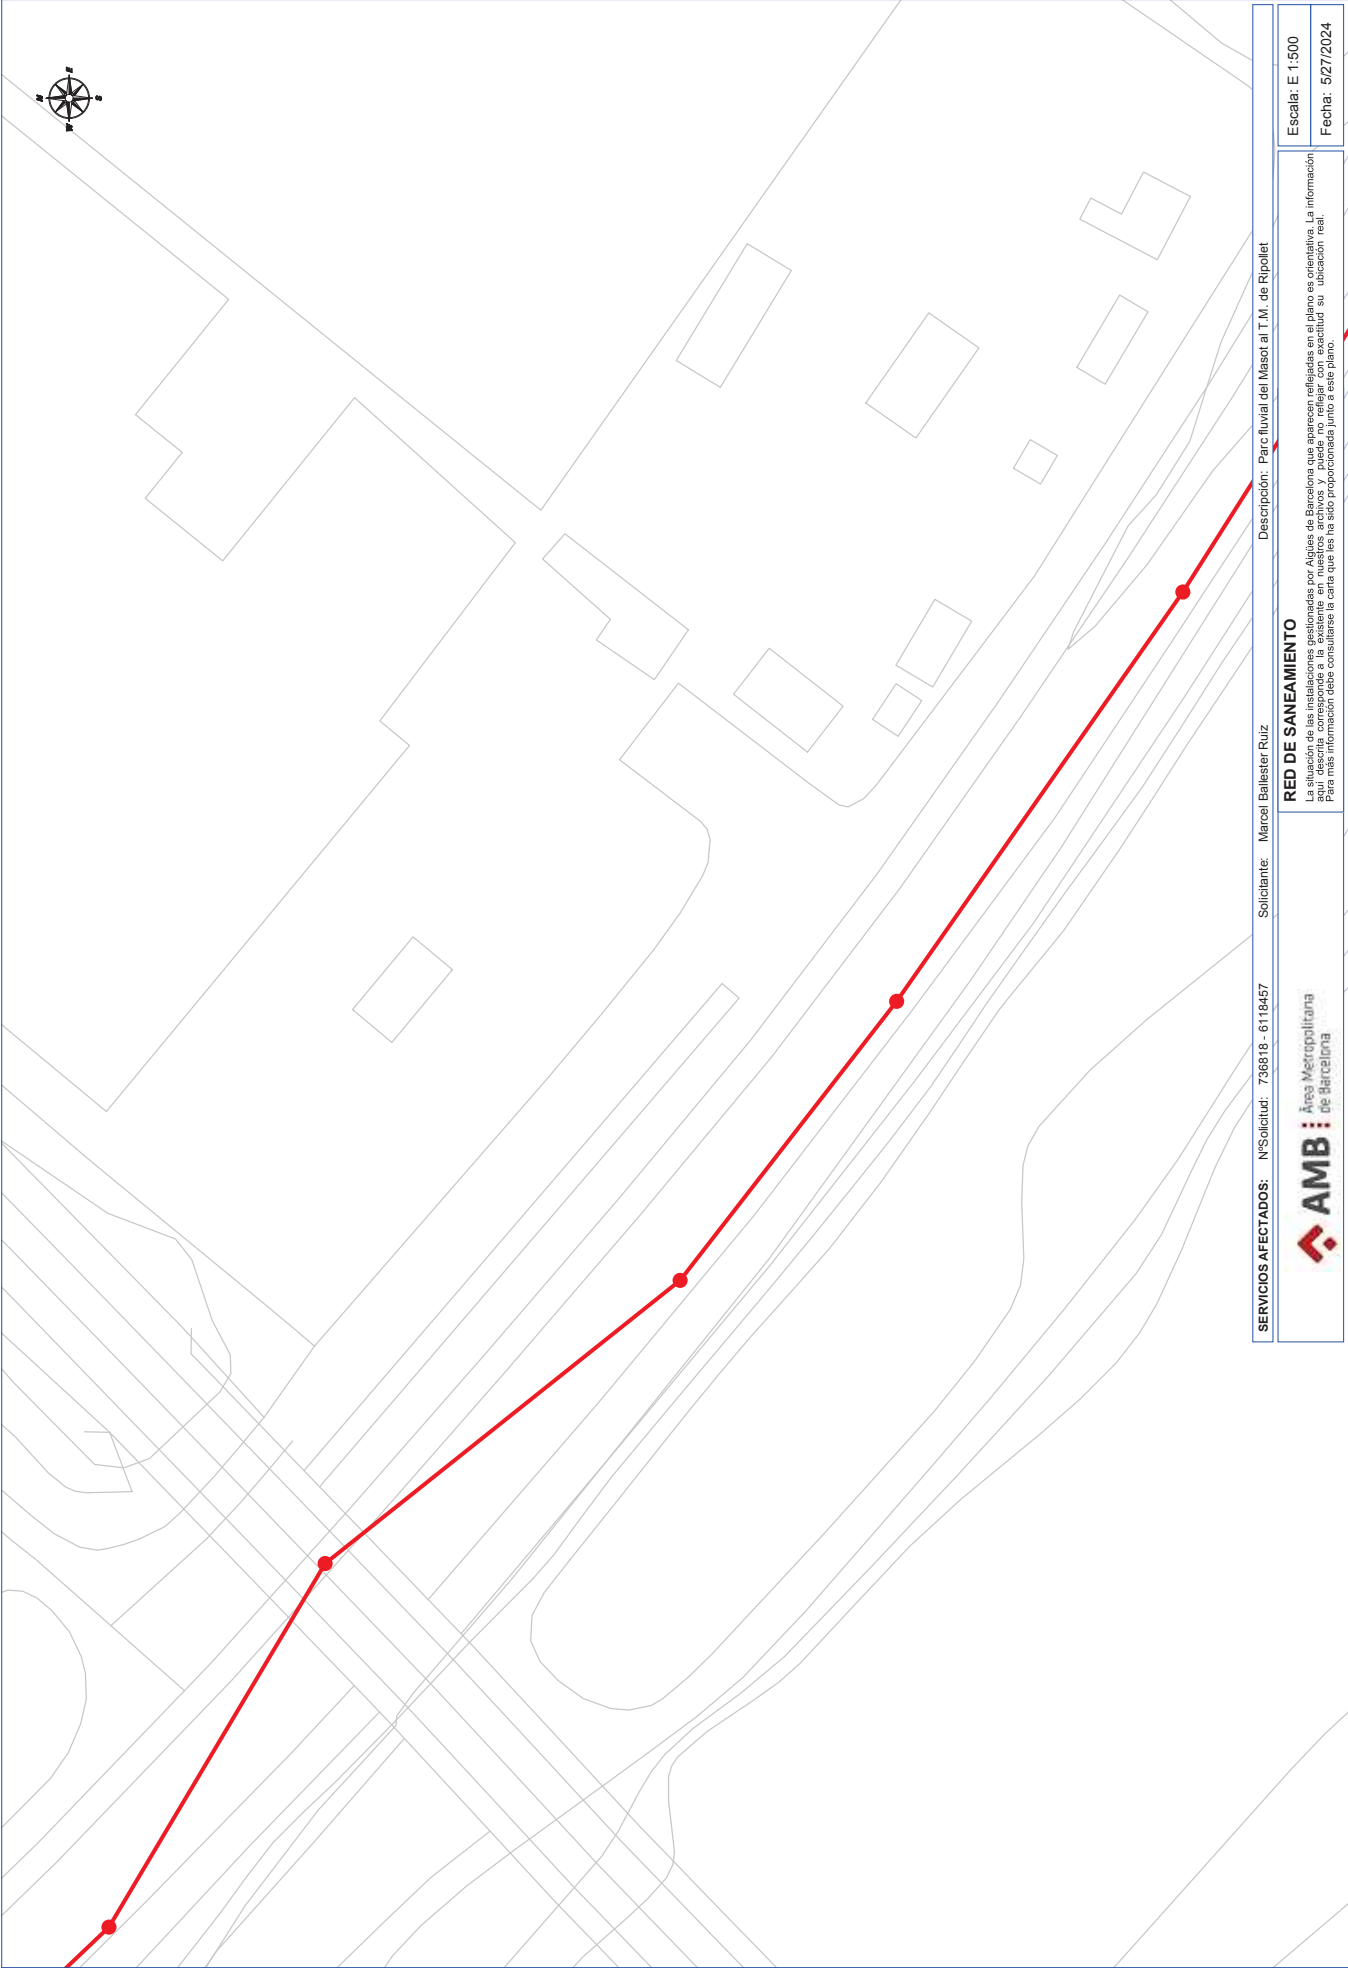 N
E
S
W
SERVICIOS AFECTADOS: NºSolicitud: 736818 - 6118457 Solicitante: Marcel Ballester Ruiz Descripción: Parc fluvial del Masot al T.M. de Ripollet
AMB Àrea Metropolitana
de Barcelona
RED DE SANEAMIENTO
La situación de las instalaciones gestionadas por Aigües de Barcelona que aparecen reflejadas en el plano es orientativa. La información
aquí descrita corresponde a la existente en nuestros archivos y puede no reflejar con exactitud su ubicación real.
Para más información debe consultarse la carta que les ha sido proporcionada junto a este plano.
Escala: E 1:500
Fecha: 5/27/2024